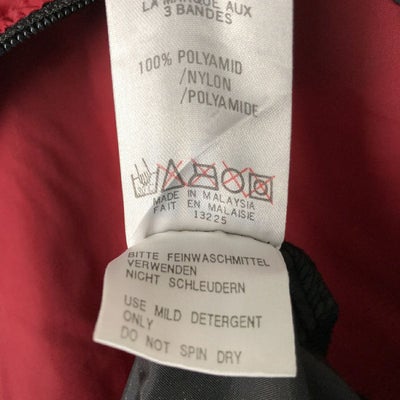 LA MARQUE AUX
3 BANDES
100% POLYAMID
/NYLON
/POLYAMIDE
MADE IN MALAYSIA
FAIT EN MALAISIE
13225
BITTE FEINWASCHMITTEL
VERWENDEN
NICHT SCHLEUDERN
USE MILD DETERGENT
ONLY
DO NOT SPIN DRY